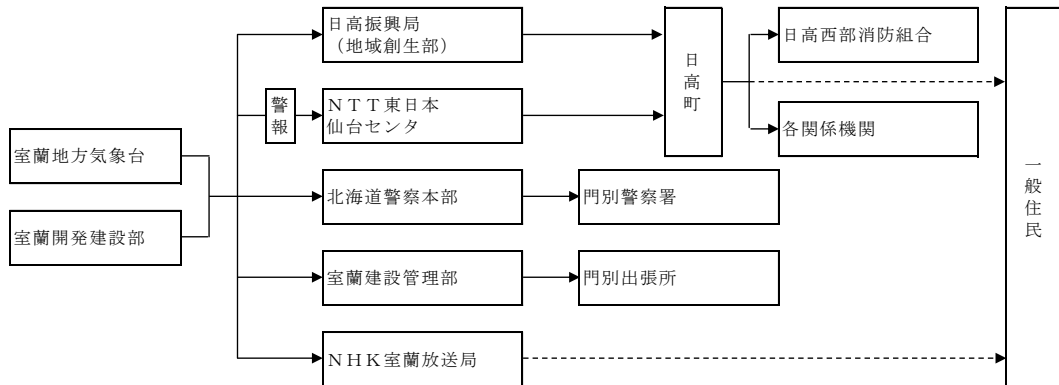 日高振興局
（地域創生部）
警報
ＮＴＴ東日本
仙台センタ
日高町
日高西部消防組合
各関係機関
室蘭地方気象台
室蘭開発建設部
北海道警察本部
門別警察署
室蘭建設管理部
門別出張所
ＮＨＫ室蘭放送局
一般住民